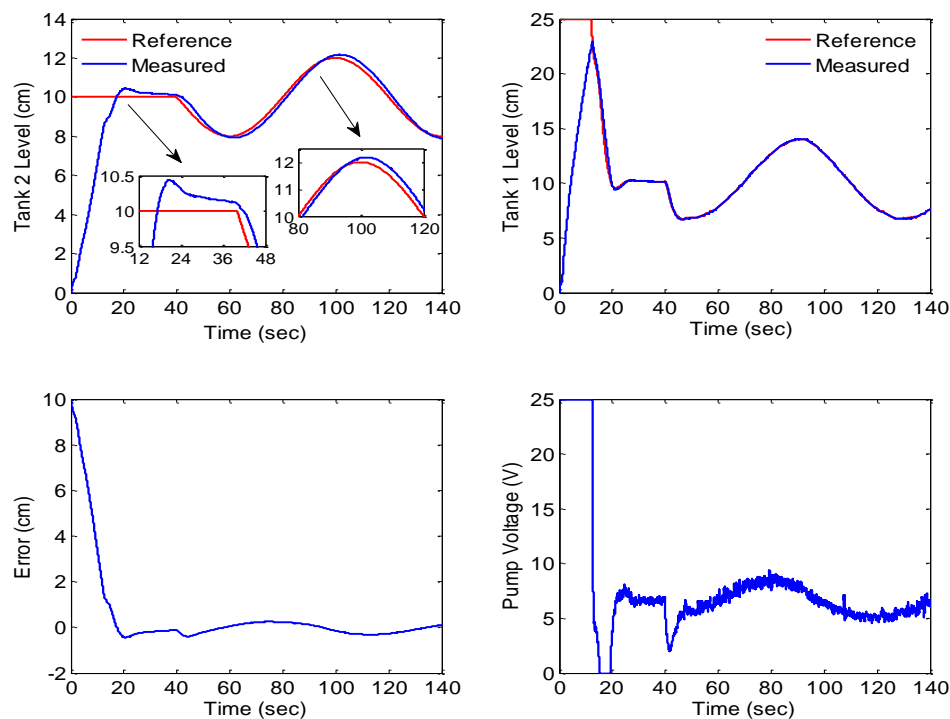 14
12
10
8
6
4
2
0
Tank 2 Level (cm)
Reference
Measured
10.5
10
9.5
12 24 36 48
12
11
10
80 100 120
0 20 40 60 80 100 120 140
Time (sec)
25
20
15
10
5
0
Tank 1 Level (cm)
Reference
Measured
0 20 40 60 80 100 120 140
Time (sec)
10
8
6
4
2
0
-2
Error (cm)
0 20 40 60 80 100 120 140
Time (sec)
25
20
15
10
5
0
Pump Voltage (V)
0 20 40 60 80 100 120 140
Time (sec)